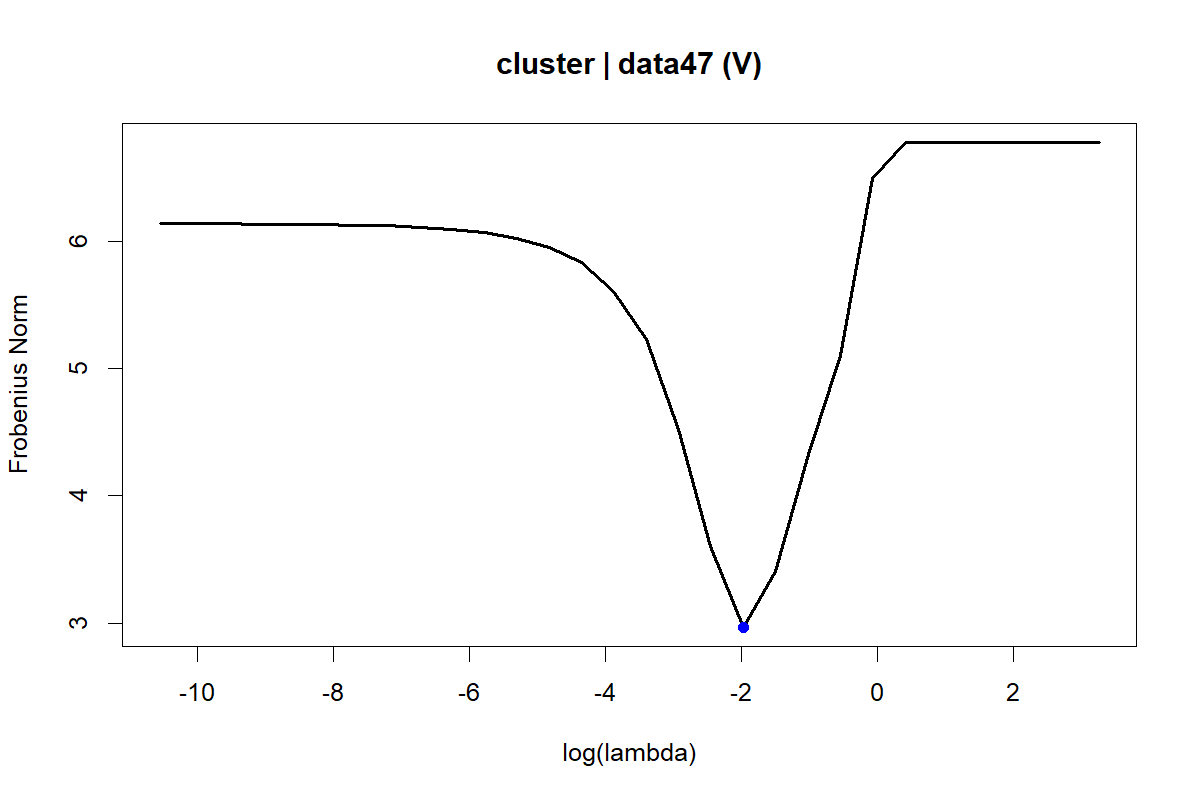 cluster | data47 (V)
Frobenius Norm
6
5
4
3
-10 -8 -6 -4 -2 0 2
log(lambda)